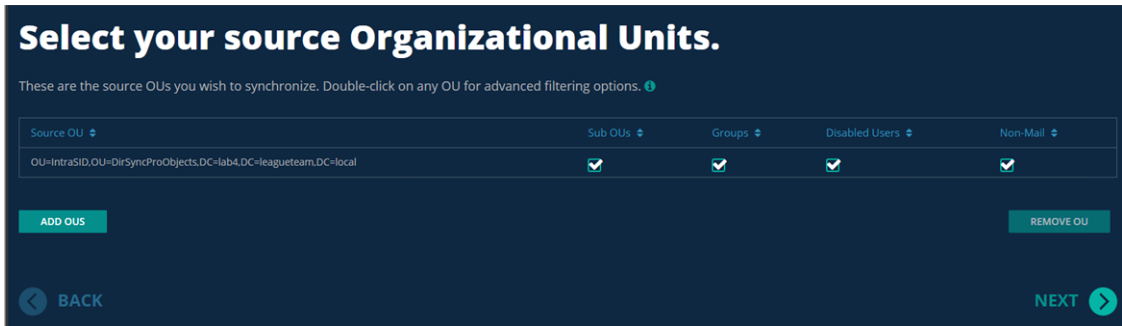 Select your source Organizational Units.
These are the source OUs you wish to synchronize. Double-click on any OU for advanced filtering options.
Source OU Sub OUs Groups Disabled Users Non-Mail
OU=IntraSID,OU=DirSyncProObjects,DC=lab4,DC=leagueteam,DC=local
ADD OUS REMOVE OU
BACK NEXT